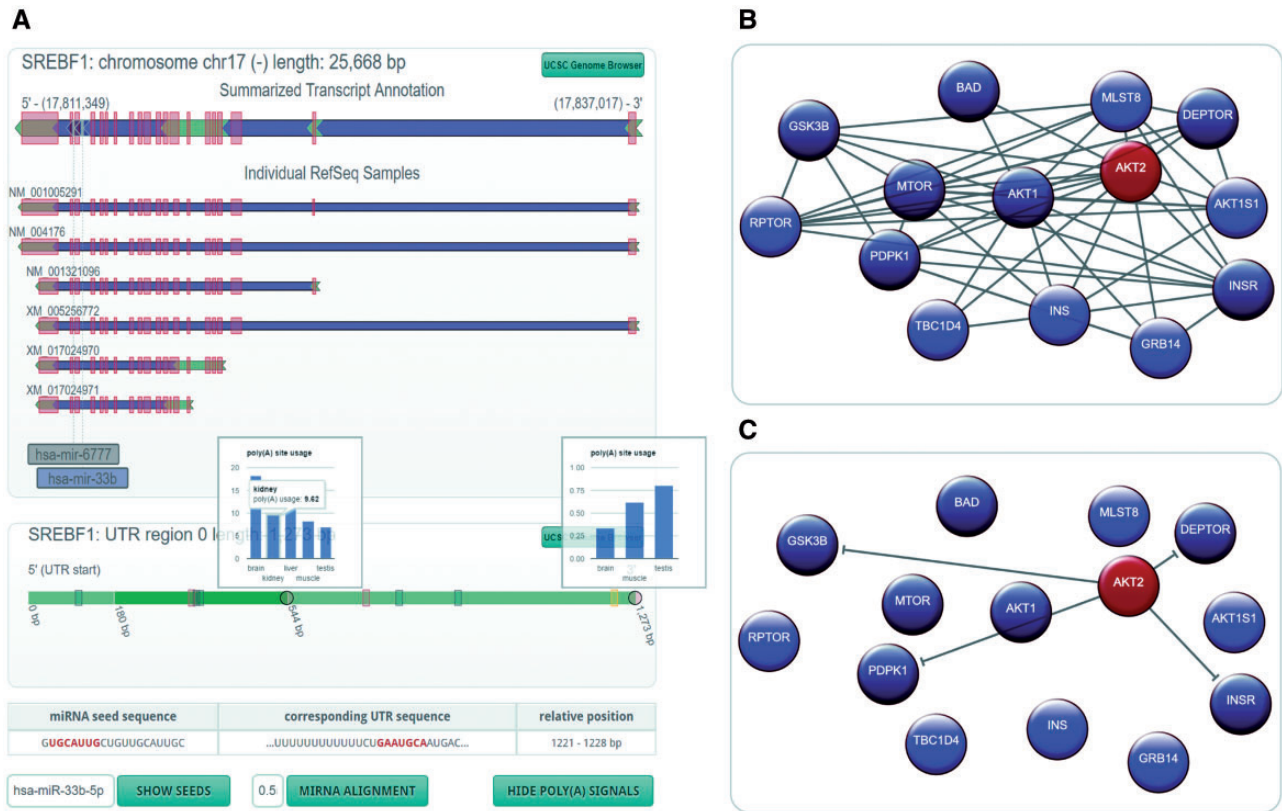 A
SREBF1: chromosome chr17 (-) length: 25,668 bp
UCSC Genome Browser
Summarized Transcript Annotation
5' - (17,811,349)
(17,837,017) - 3'
Individual RefSeq Samples
NM_001005291
NM_004176
NM_001321096
XM_005256772
XM_017024970
XM_017024971
hsa-mir-6777
hsa-mir-33b
poly(A) site usage
20
15
10
5
0
kidney
poly(A) usage: 9.62
brain
liver
testis
kidney
muscle
poly(A) site usage
1.00
0.75
0.50
0.25
0.00
brain
testis
muscle
3'
SREBF1: UTR region 0 length: 1,273 bp
5' (UTR start)
0 bp
180 bp
544 bp
1,273 bp
miRNA seed sequence
corresponding UTR sequence
relative position
GUGCAUUGCUGUUGCAUUGC
...UUUUUUUUUUUUCUGAAUGCAAUGAC...
1221 - 1228 bp
hsa-miR-33b-5p
SHOW SEEDS
0.5
MIRNA ALIGNMENT
HIDE POLY(A) SIGNALS
B
BAD
MLST8
DEPTOR
GSK3B
AKT2
MTOR
AKT1
AKT1S1
RPTOR
PDPK1
INSR
TBC1D4
INS
GRB14
C
BAD
MLST8
DEPTOR
GSK3B
AKT2
MTOR
AKT1
AKT1S1
RPTOR
PDPK1
INSR
TBC1D4
INS
GRB14